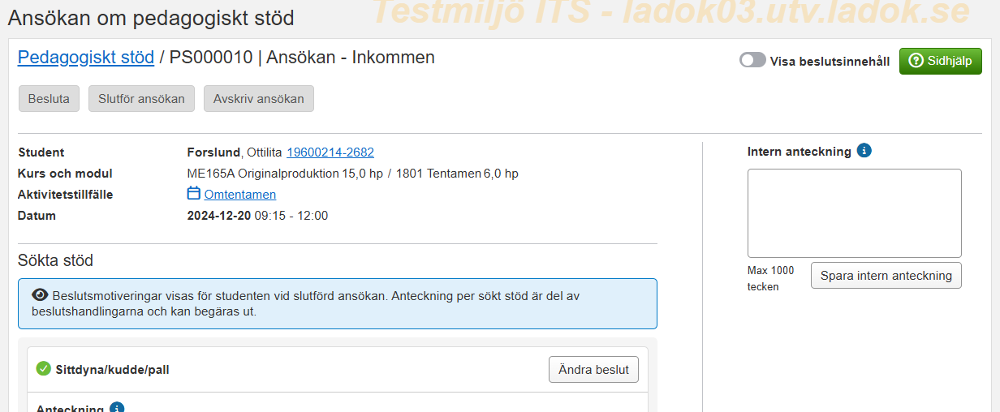 Testmiljö ITS - ladok03.utv.ladok.se
Ansökan om pedagogiskt stöd
Pedagogiskt stöd / PS000010 | Ansökan - Inkommen
Visa beslutsinnehåll
Sidhjälp
Besluta
Slutför ansökan
Avskriv ansökan
Student Forslund, Ottilita 19600214-2682
Kurs och modul ME165A Originalproduktion 15,0 hp / 1801 Tentamen 6,0 hp
Aktivitetstillfälle Omtentamen
Datum 2024-12-20 09:15 - 12:00
Intern anteckning
Max 1000
tecken
Spara intern anteckning
Sökta stöd
Beslutsmotiveringar visas för studenten vid slutförd ansökan. Anteckning per sökt stöd är del av
beslutshandlingarna och kan begäras ut.
Sittdyna/kudde/pall
Ändra beslut
Anteckning